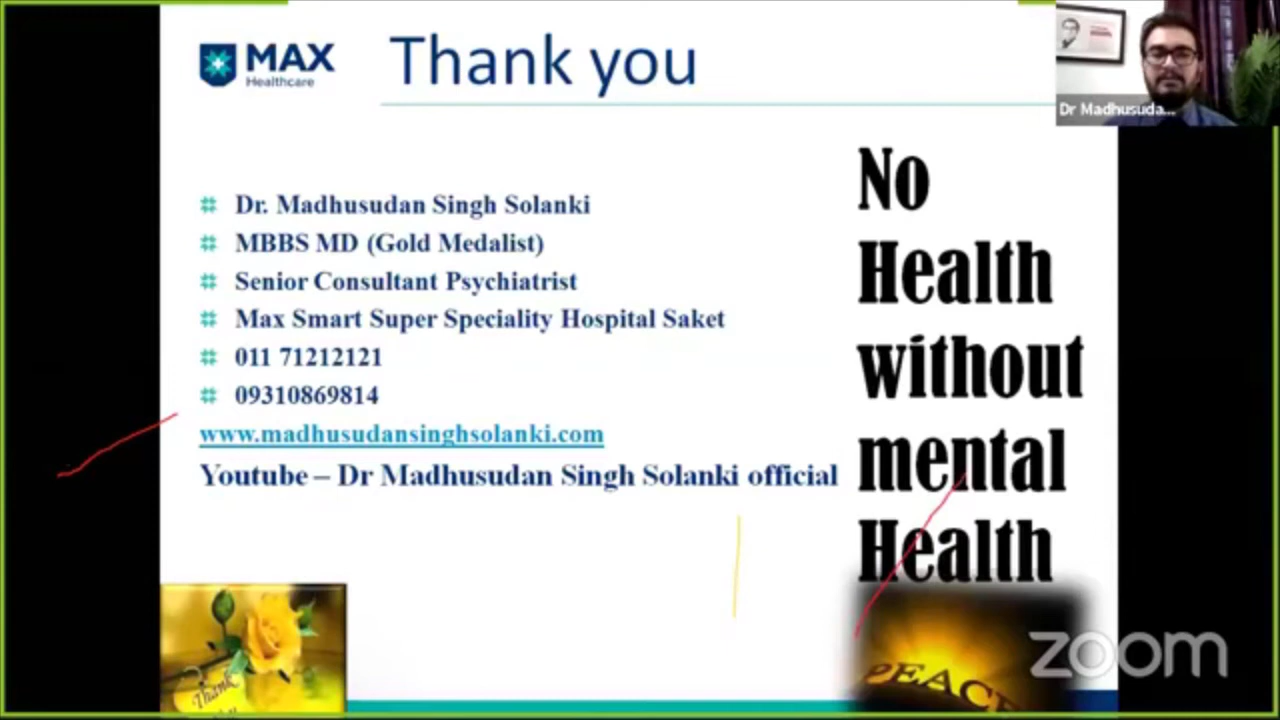 MAX
Healthcare
Thank you
Dr Madhusuda...
Dr. Madhusudan Singh Solanki
MBBS MD (Gold Medalist)
Senior Consultant Psychiatrist
Max Smart Super Speciality Hospital Saket
011 71212121
09310869814
www.madhusudansinghsolanki.com
Youtube – Dr Madhusudan Singh Solanki official
No
Health
without
mental
Health
Thank
PEACE
zoom